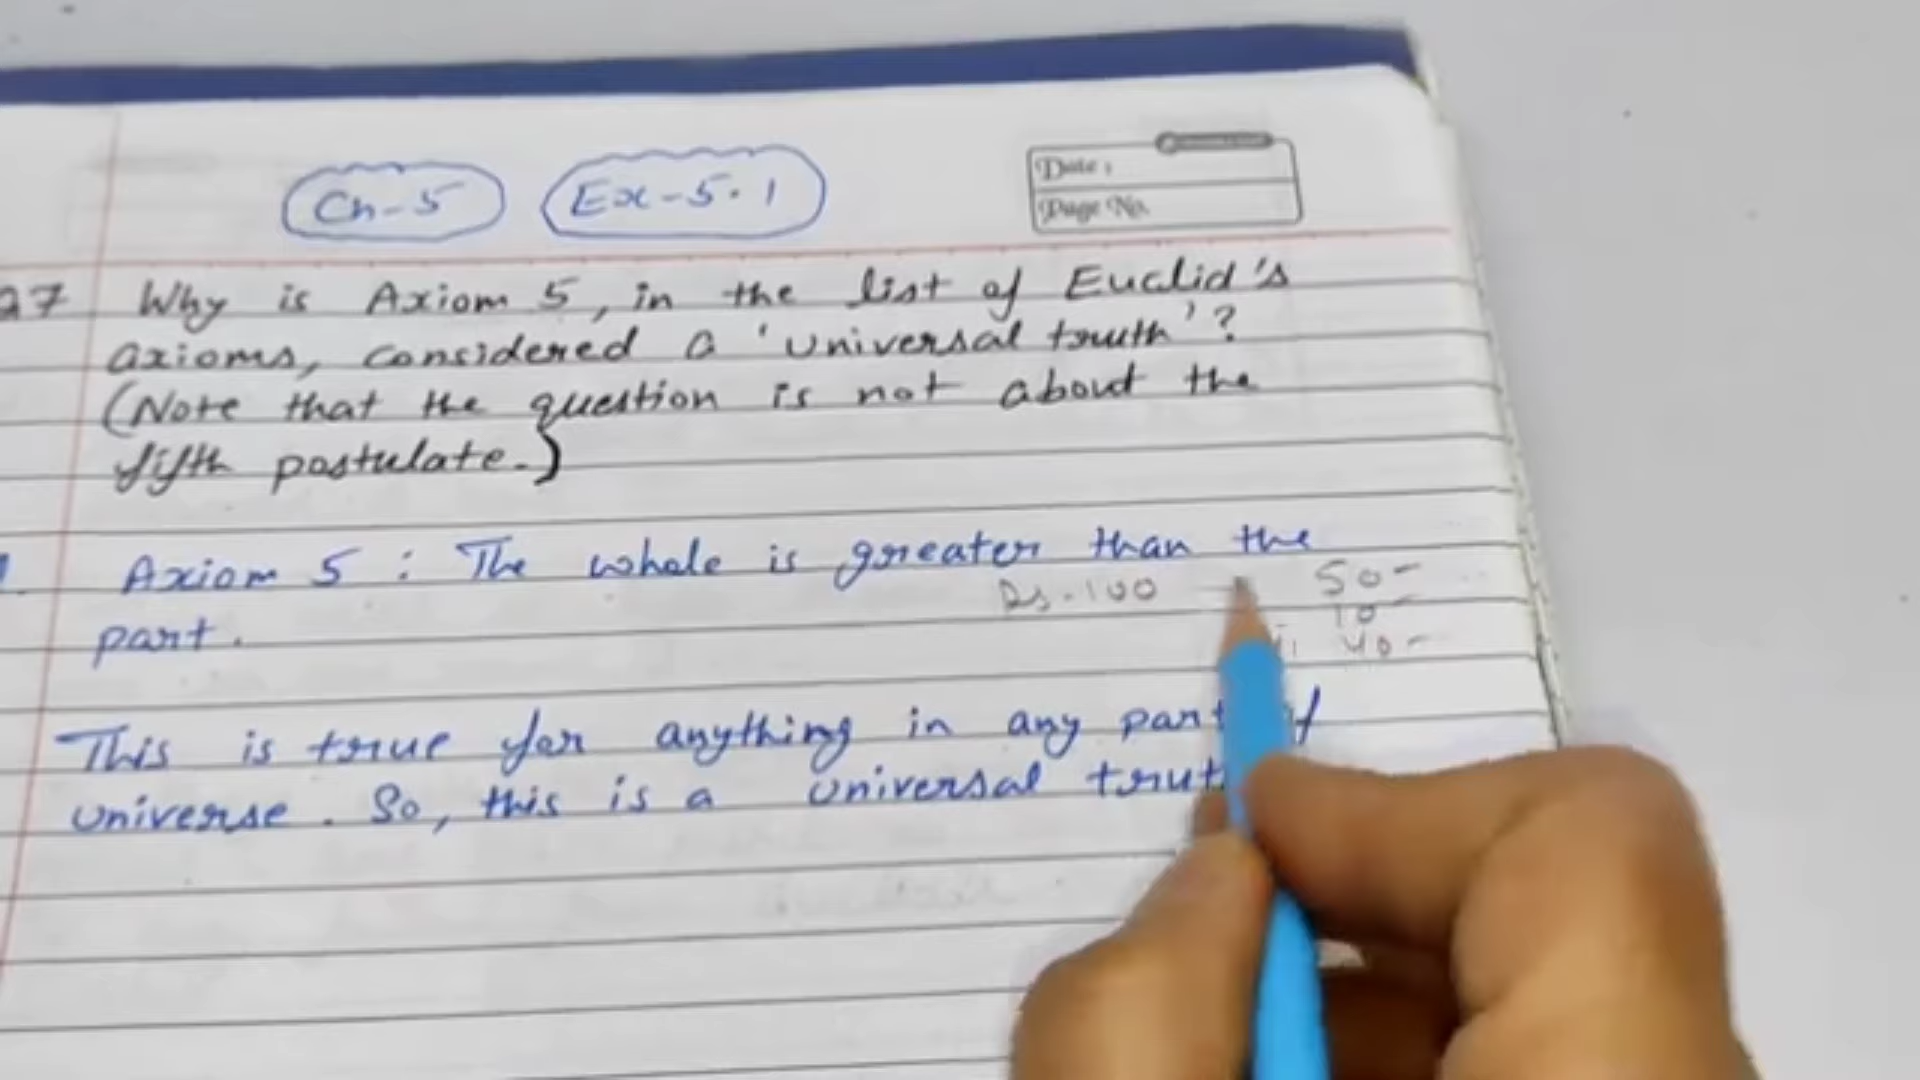 Ch-5 Ex-5.1
Date:
Page No.
Q7 Why is Axiom 5, in the list of Euclid's
axioms, considered a 'universal truth'?
(Note that the question is not about the
fifth postulate.)
Axiom 5: The whole is greater than the
Rs.100 50-
10
40-
part.
This is true for anything in any part of
universe. So, this is a universal trut